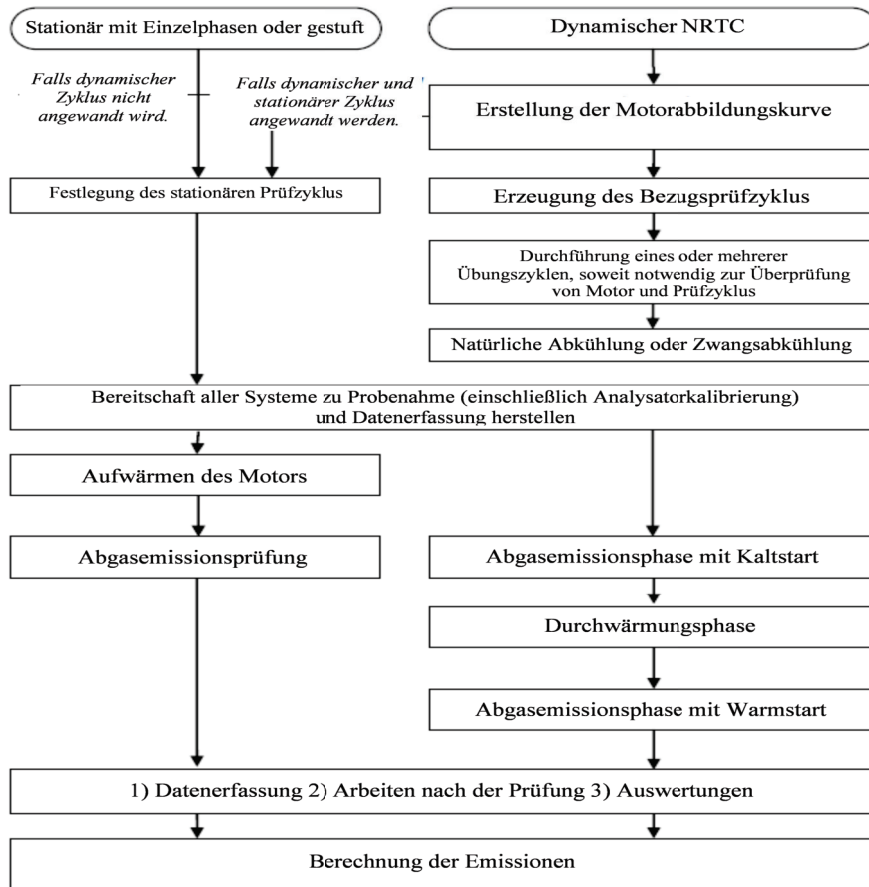 Stationär mit Einzelphasen oder gestuft
Dynamischer NRTC
Falls dynamischer
Zyklus nicht
angewandt wird.
Falls dynamischer und
stationärer Zyklus
angewandt werden.
Erstellung der Motorabbildungskurve
Festlegung des stationären Prüfzyklus
Erzeugung des Bezugsprüfzyklus
Durchführung eines oder mehrerer
Übungszyklen, soweit notwendig zur Überprüfung
von Motor und Prüfzyklus
Natürliche Abkühlung oder Zwangsabkühlung
Bereitschaft aller Systeme zu Probenahme (einschließlich Analysatorkalibrierung)
und Datenerfassung herstellen
Aufwärmen des Motors
Abgasemissionsprüfung
Abgasemissionsphase mit Kaltstart
Durchwärmungsphase
Abgasemissionsphase mit Warmstart
1) Datenerfassung 2) Arbeiten nach der Prüfung 3) Auswertungen
Berechnung der Emissionen